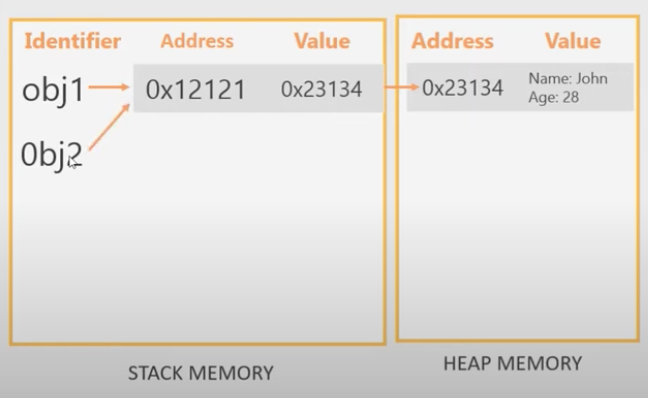 Identifier Address Value
obj1 0x12121 0x23134
0bj2
STACK MEMORY
Address Value
0x23134 Name: John
Age: 28
HEAP MEMORY